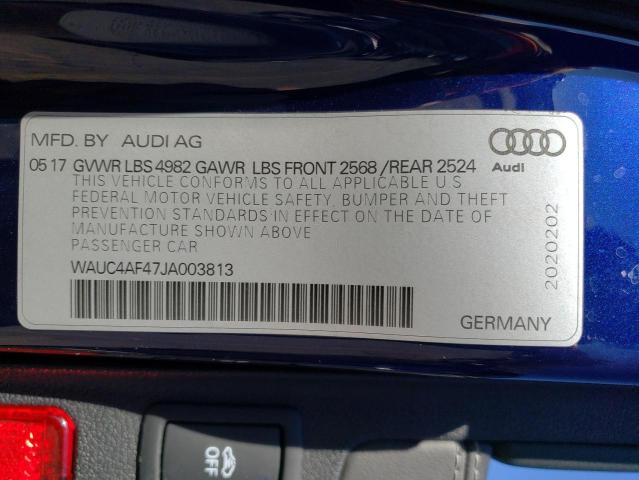 MFD. BY AUDI AG
Audi
05 17 GVWR LBS 4982 GAWR LBS FRONT 2568 /REAR 2524
THIS VEHICLE CONFORMS TO ALL APPLICABLE U.S
FEDERAL MOTOR VEHICLE SAFETY, BUMPER AND THEFT
PREVENTION STANDARDS IN EFFECT ON THE DATE OF
MANUFACTURE SHOWN ABOVE
PASSENGER CAR
WAUC4AF47JA003813
2020202
GERMANY
OFF